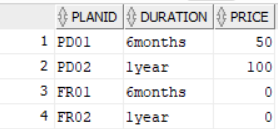 PLANID DURATION PRICE
1 PD01 6months 50
2 PD02 1year 100
3 FR01 6months 0
4 FR02 1year 0